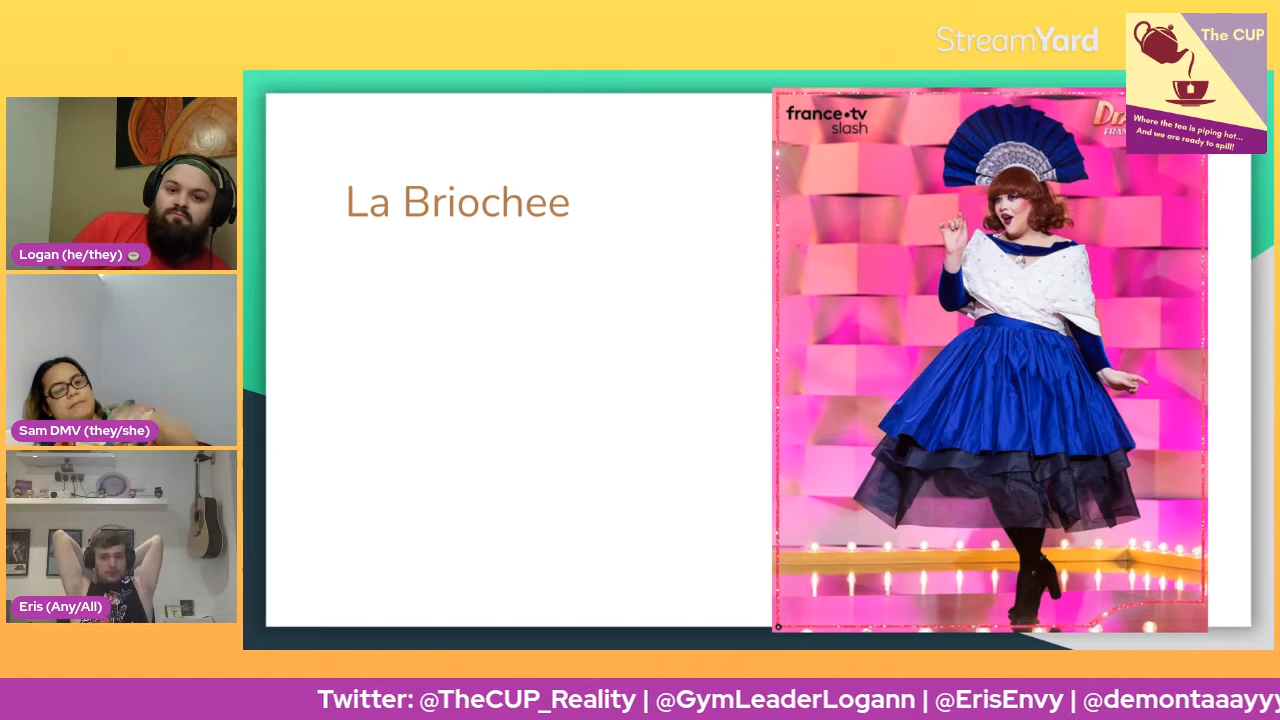 StreamYard
The CUP
Where the tea is piping hot...
And we are ready to spill!
france•tv
slash
La Briochee
Logan (he/they) 🍵
Sam DMV (they/she)
Eris (Any/All)
Twitter: @TheCUP_Reality | @GymLeaderLogann | @ErisEnvy | @demontaaayyy